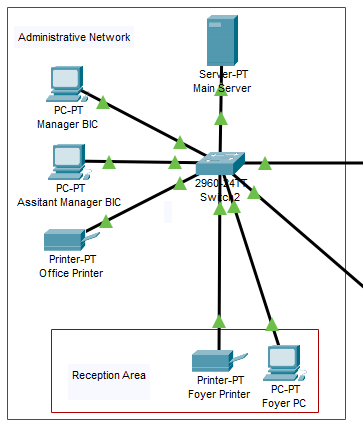 Administrative Network
Server-PT
Main Server
PC-PT
Manager BIC
2960-24TT
Switch2
PC-PT
Assitant Manager BIC
Printer-PT
Office Printer
Reception Area
Printer-PT
Foyer Printer
PC-PT
Foyer PC